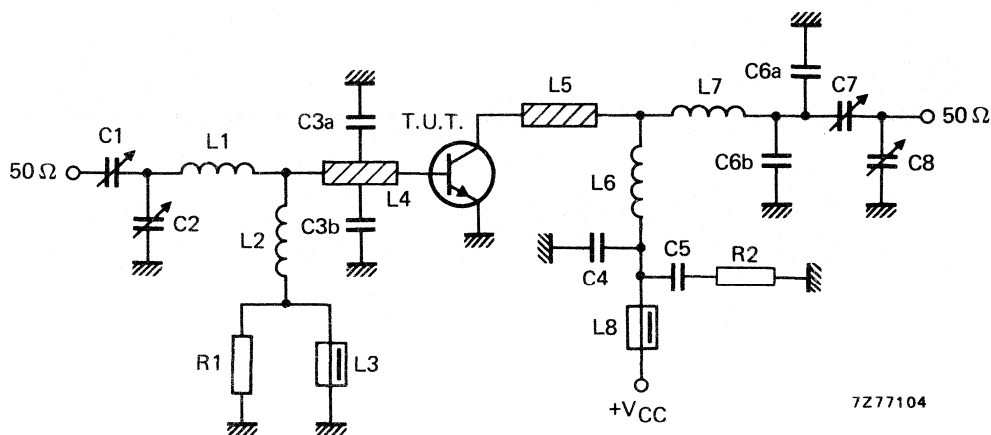 C6a
C7
L7
L5
50 Ω
C3a
T.U.T.
C1
L1
50 Ω
C6b
C8
L4
L6
C2
L2
C3b
C5
R2
C4
L8
R1
L3
+VCC
7Z77104